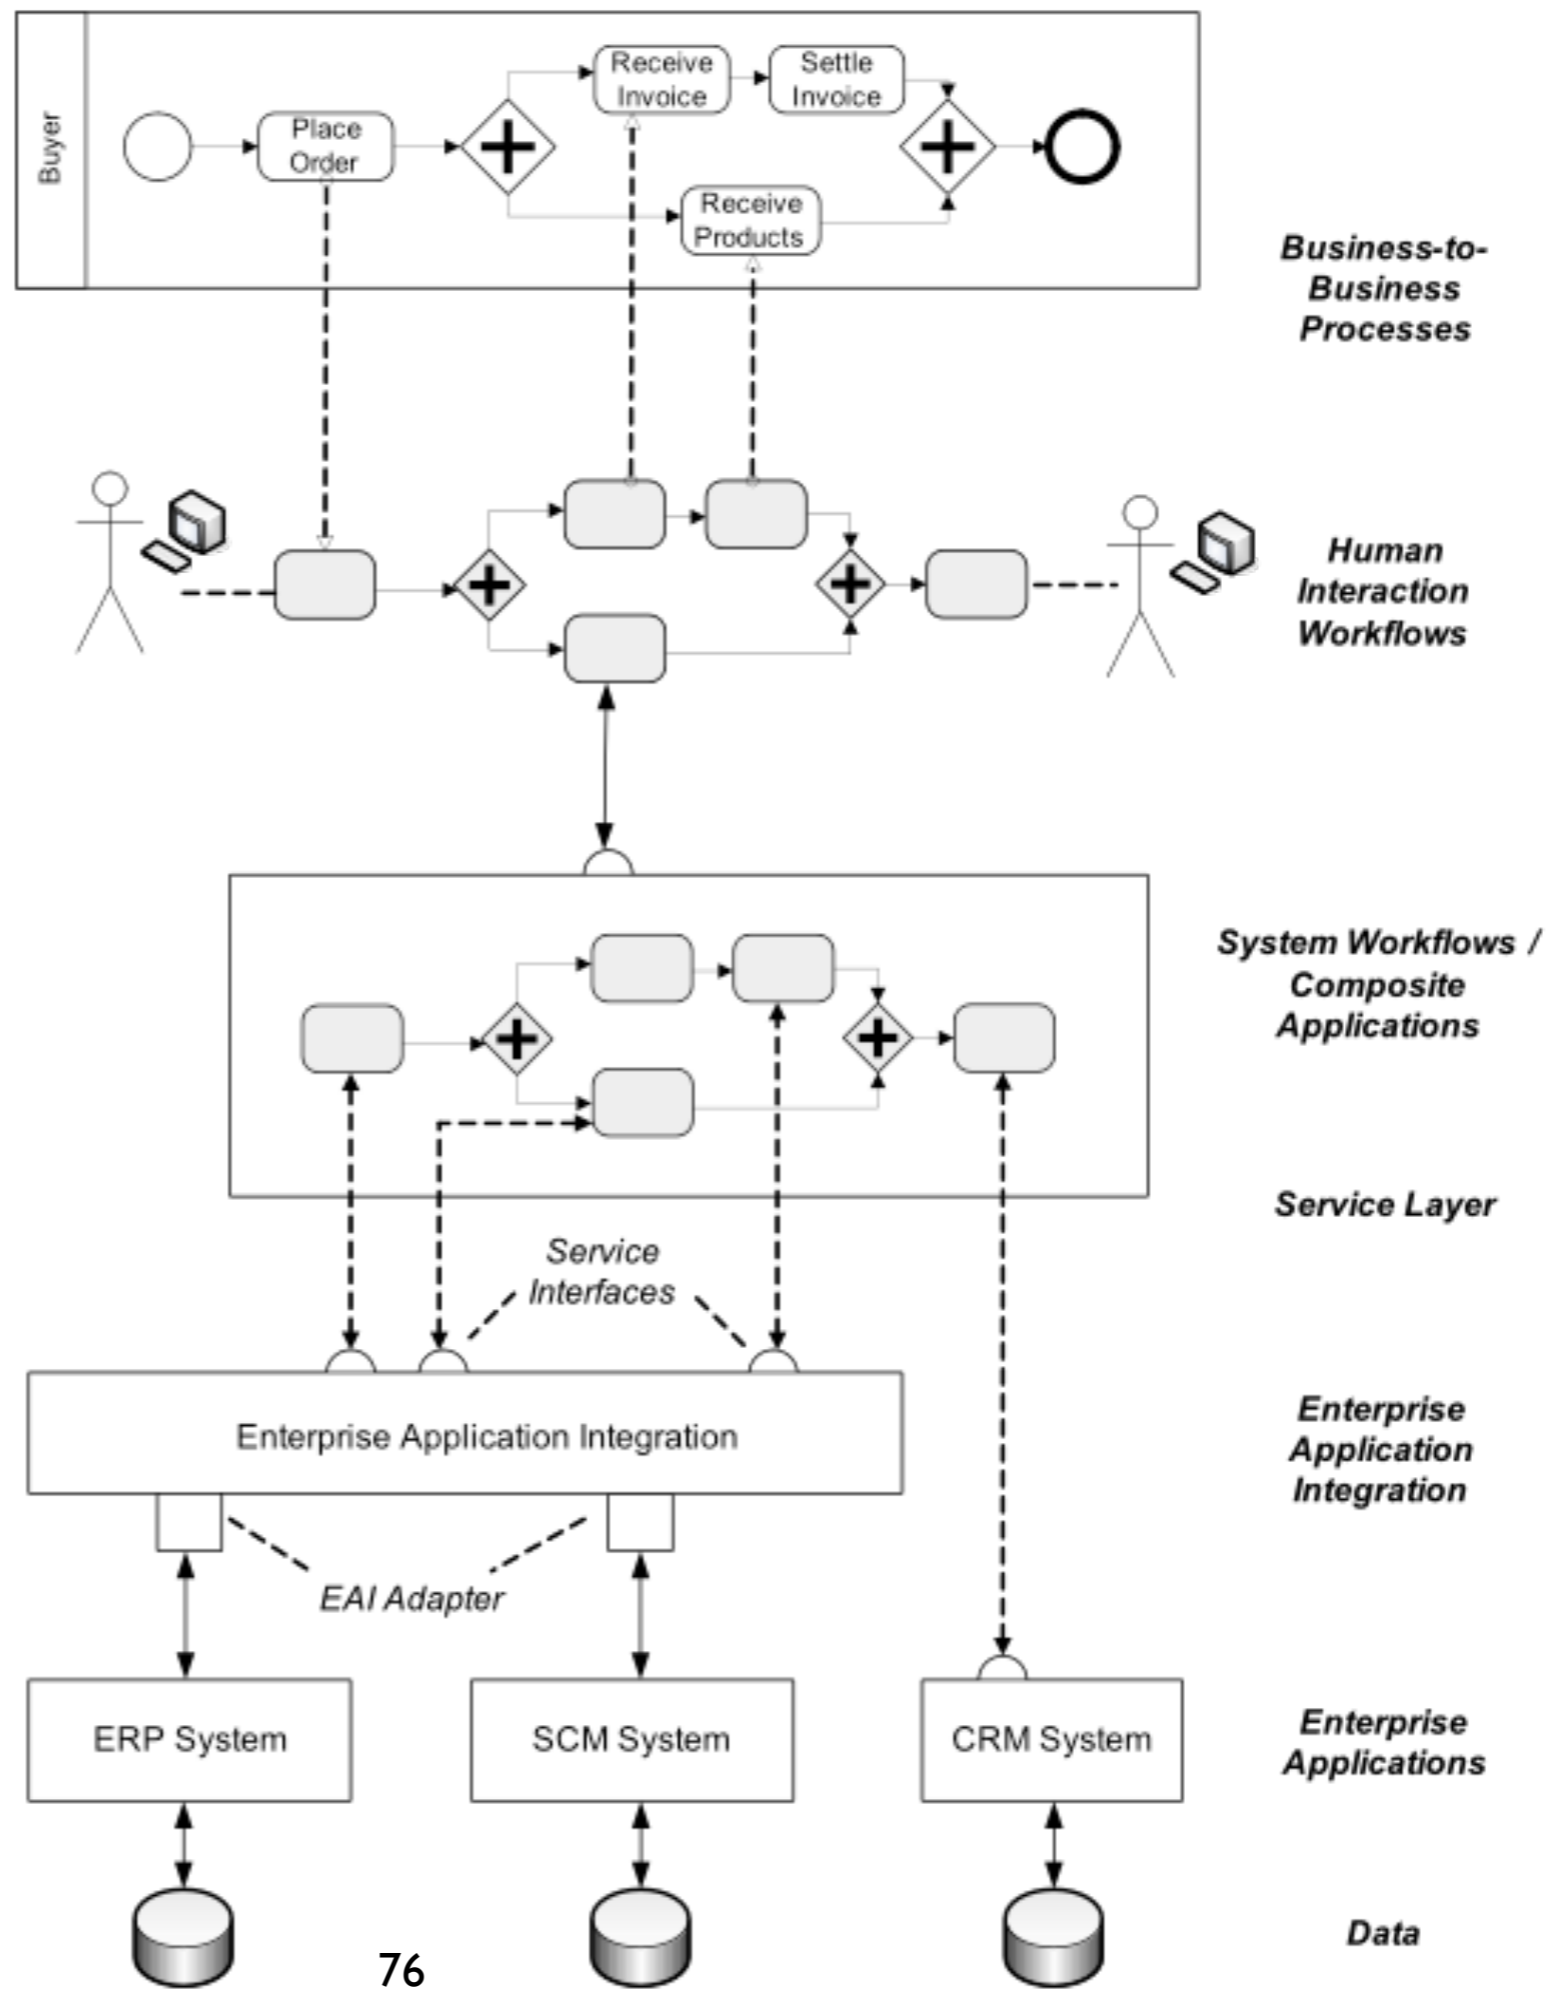 Buyer
Place
Order
Receive
Invoice
Settle
Invoice
Receive
Products
Business-to-
Business
Processes
Human
Interaction
Workflows
System Workflows /
Composite
Applications
Service Layer
Service
Interfaces
Enterprise Application Integration
Enterprise
Application
Integration
EAI Adapter
ERP System
SCM System
CRM System
Enterprise
Applications
Data
76